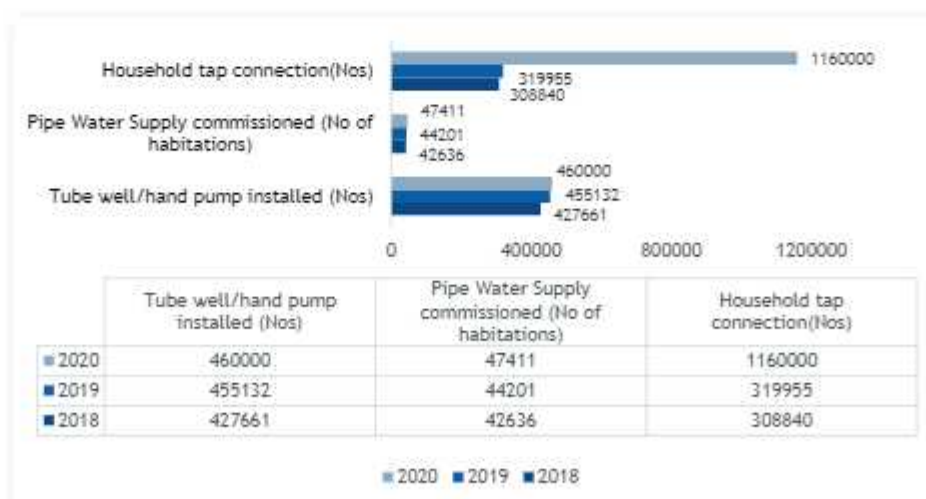 Household tap connection(Nos)
1160000
319955
308840
Pipe Water Supply commissioned (No of
habitations)
47411
44201
42636
Tube well/hand pump installed (Nos)
460000
455132
427661
0 400000 800000 1200000
Tube well/hand pump
installed (Nos)
Pipe Water Supply
commissioned (No of
habitations)
Household tap
connection(Nos)
2020 460000 47411 1160000
2019 455132 44201 319955
2018 427661 42636 308840
2020 2019 2018